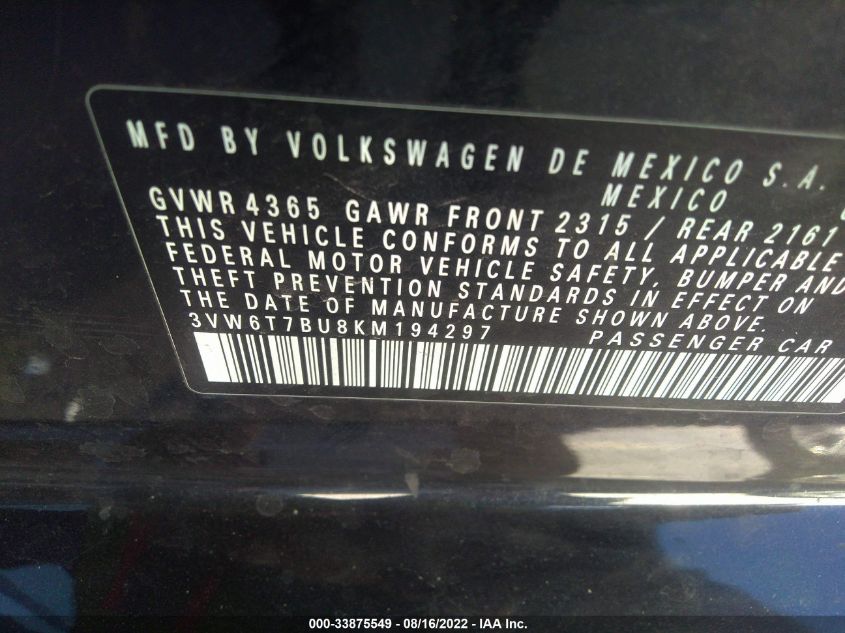 MFD BY VOLKSWAGEN DE MEXICO S.A.
MEXICO
GVWR 4365 GAWR FRONT 2315 / REAR 2161
THIS VEHICLE CONFORMS TO ALL APPLICABLE
FEDERAL MOTOR VEHICLE SAFETY, BUMPER AND
THEFT PREVENTION STANDARDS IN EFFECT ON
THE DATE OF MANUFACTURE SHOWN ABOVE.
3VW6T7BU8KM194297 PASSENGER CAR
000-33875549 - 08/16/2022 - IAA Inc.